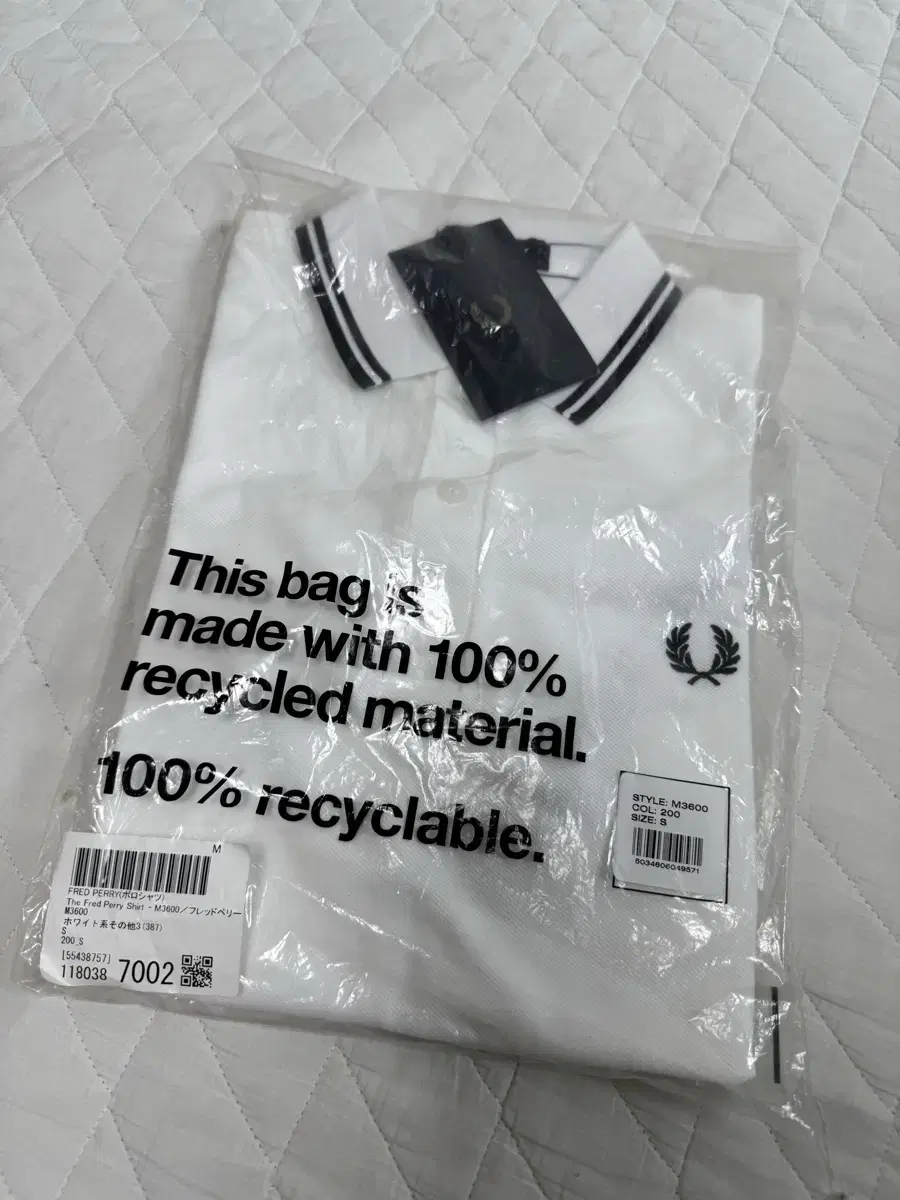 This bag is
made with 100%
recycled material.
100% recyclable.
STYLE: M3600
COL: 200
SIZE: S
5034606049571
M
FRED PERRY(ポロシャツ)
The Fred Perry Shirt - M3600／フレッドペリー
M3600
ホワイト系その他3(387)
S
200_S
[55438757]
118038 7002